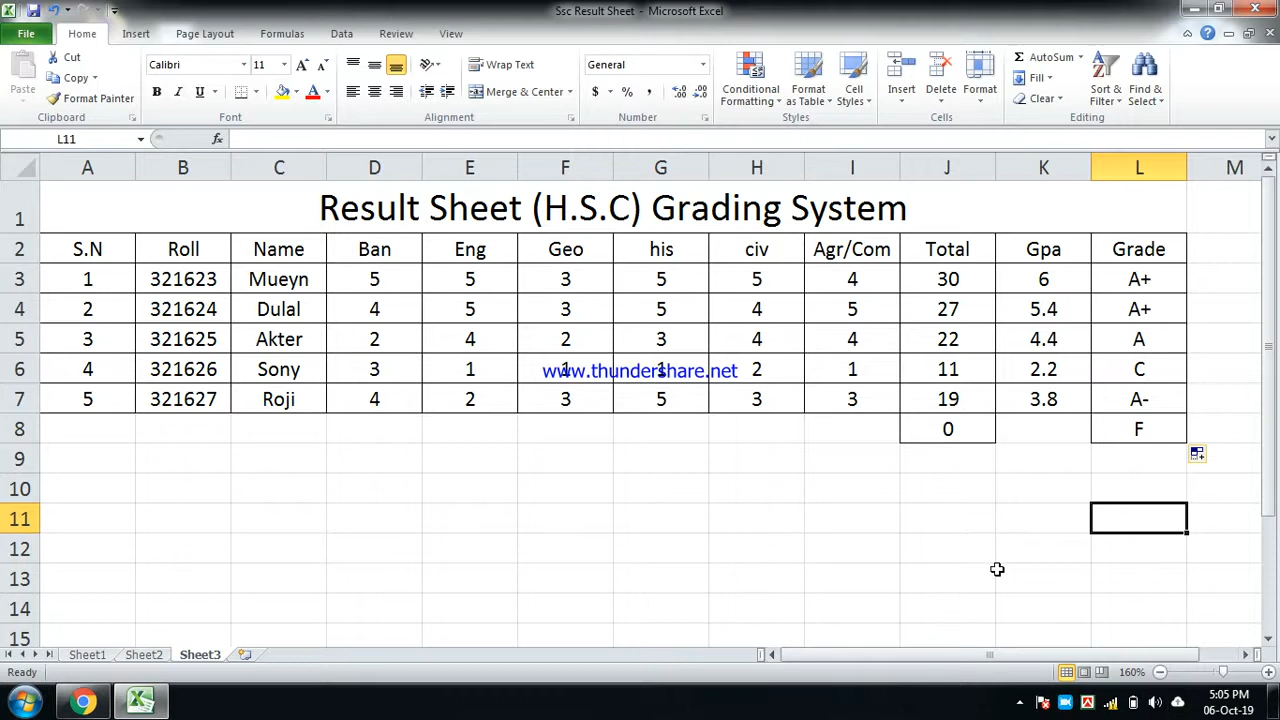 Ssc Result Sheet - Microsoft Excel
File Home Insert Page Layout Formulas Data Review View
Paste
Cut
Copy
Format Painter
Clipboard
Calibri 11
B I U
Font
Wrap Text
Merge & Center
Alignment
General
$ % ,
Number
Conditional Formatting
Format as Table
Cell Styles
Styles
Insert Delete Format
Cells
AutoSum
Fill
Clear
Sort & Filter
Find & Select
Editing
L11 fx
A B C D E F G H I J K L M
1 Result Sheet (H.S.C) Grading System
2 S.N Roll Name Ban Eng Geo his civ Agr/Com Total Gpa Grade
3 1 321623 Mueyn 5 5 3 5 5 4 30 6 A+
4 2 321624 Dulal 4 5 3 5 4 5 27 5.4 A+
5 3 321625 Akter 2 4 2 3 4 4 22 4.4 A
6 4 321626 Sony 3 1 1 1 2 1 11 2.2 C
www.thundershare.net
7 5 321627 Roji 4 2 3 5 3 3 19 3.8 A-
8 0 F
9
10
11
12
13
14
15
Sheet1 Sheet2 Sheet3
Ready 160%
5:05 PM
06-Oct-19